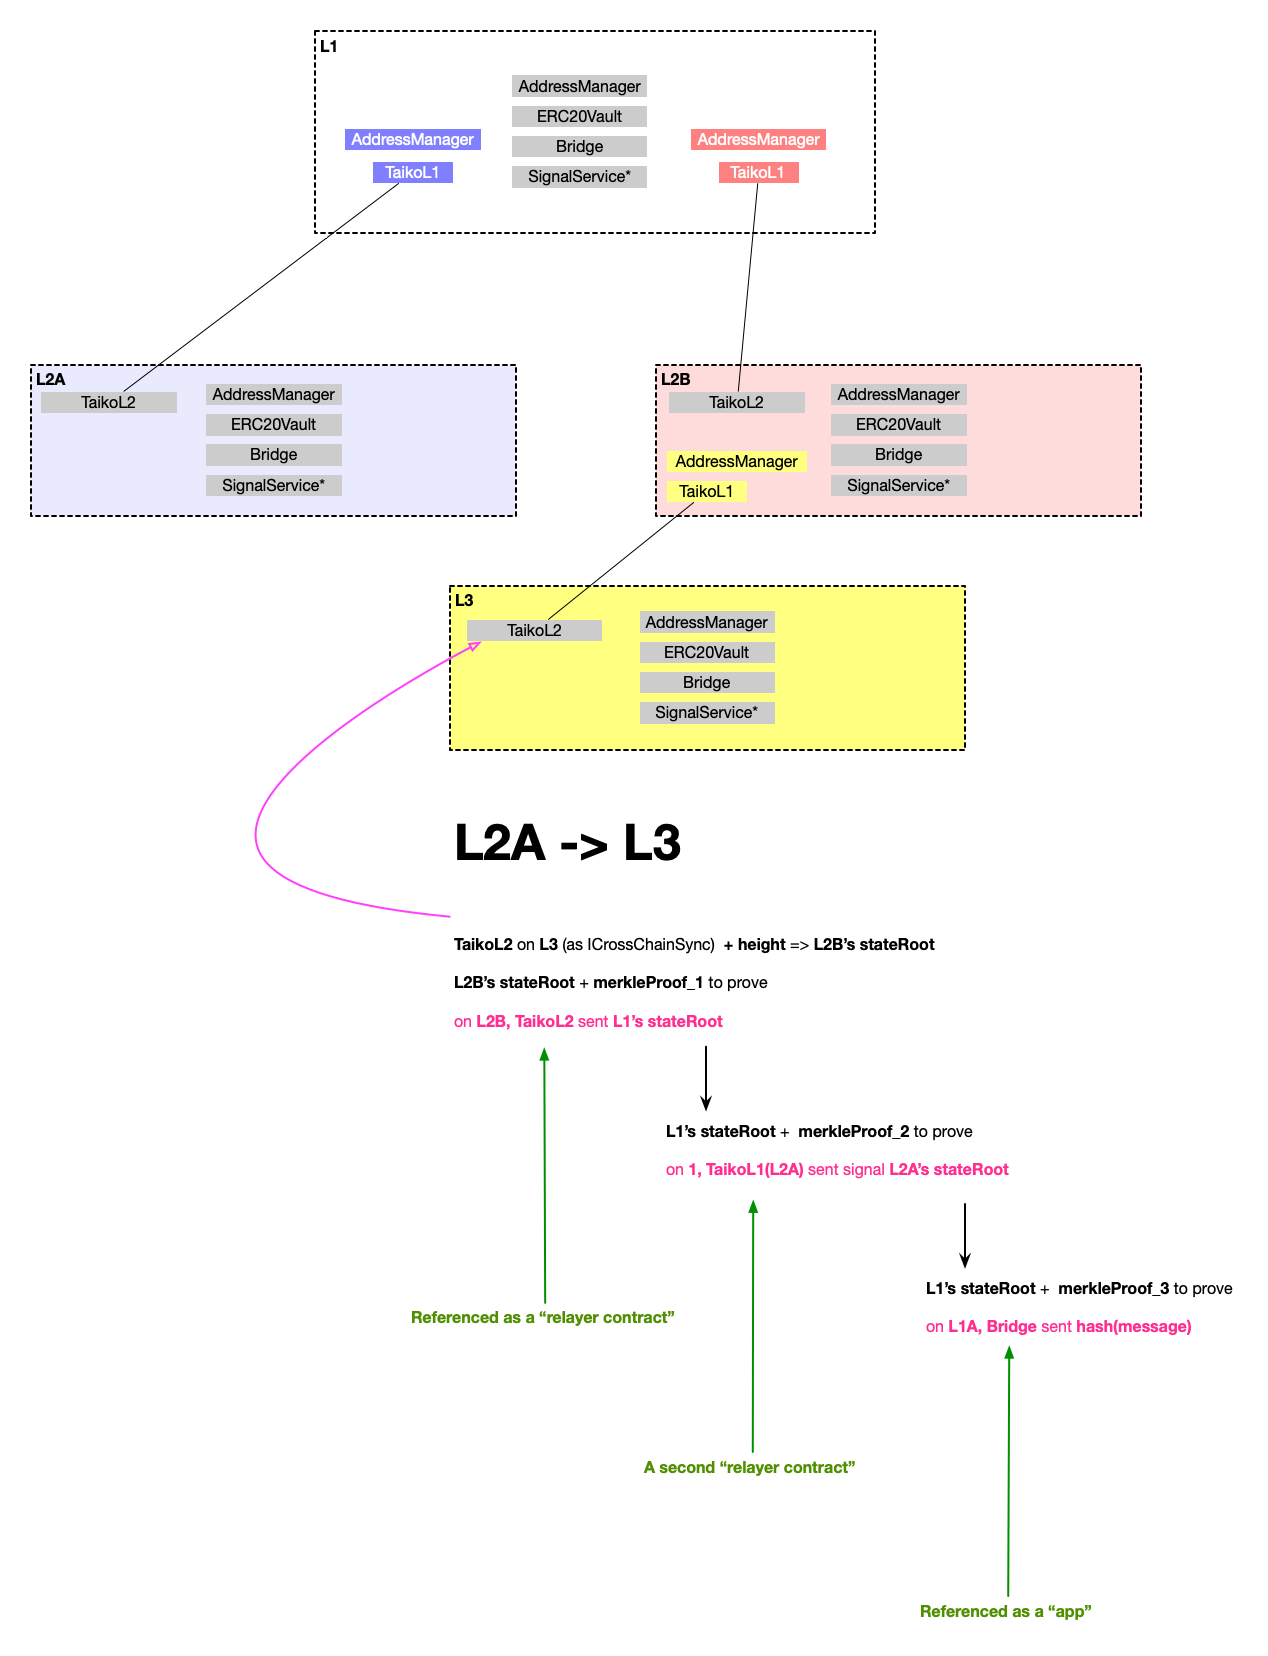 L1
AddressManager
ERC20Vault
Bridge
SignalService*
AddressManager
TaikoL1
AddressManager
TaikoL1
L2A
TaikoL2
AddressManager
ERC20Vault
Bridge
SignalService*
L2B
TaikoL2
AddressManager
TaikoL1
AddressManager
ERC20Vault
Bridge
SignalService*
L3
TaikoL2
AddressManager
ERC20Vault
Bridge
SignalService*
L2A -> L3
TaikoL2 on L3 (as ICrossChainSync) + height => L2B’s stateRoot
L2B’s stateRoot + merkleProof_1 to prove
on L2B, TaikoL2 sent L1’s stateRoot
L1’s stateRoot + merkleProof_2 to prove
on 1, TaikoL1(L2A) sent signal L2A’s stateRoot
L1’s stateRoot + merkleProof_3 to prove
on L1A, Bridge sent hash(message)
Referenced as a “relayer contract”
A second “relayer contract”
Referenced as a “app”